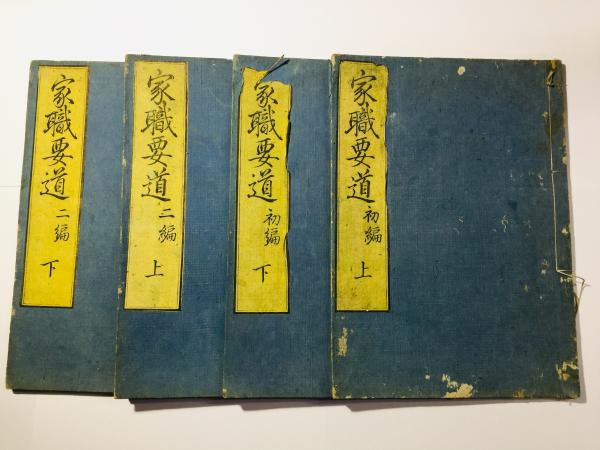 家職要道 初編 上
家職要道 初編 下
家職要道 二編 上
家職要道 二編 下